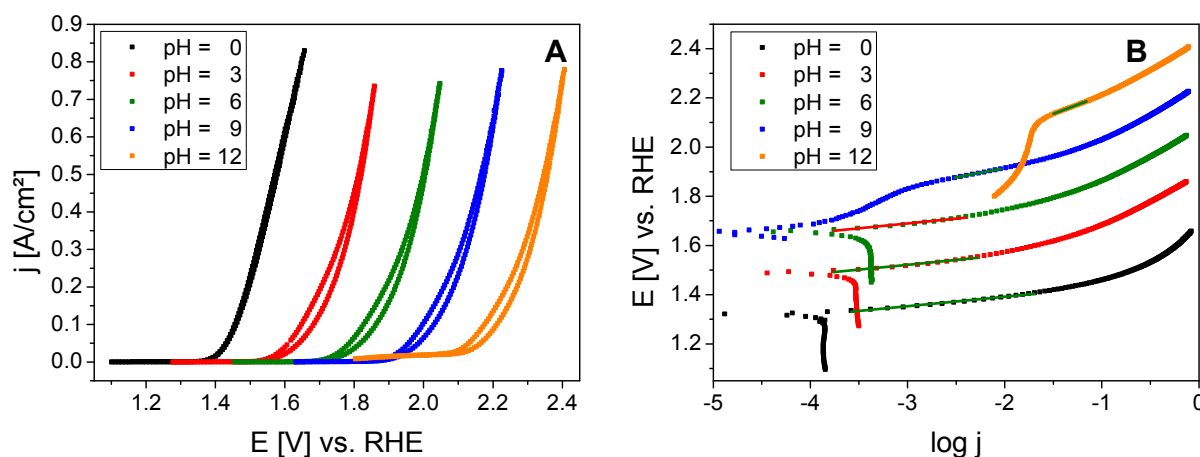 A
pH = 0
pH = 3
pH = 6
pH = 9
pH = 12
j [A/cm²]
0.9
0.8
0.7
0.6
0.5
0.4
0.3
0.2
0.1
0.0
1.2 1.4 1.6 1.8 2.0 2.2 2.4
E [V] vs. RHE
B
pH = 0
pH = 3
pH = 6
pH = 9
pH = 12
E [V] vs. RHE
2.4
2.2
2.0
1.8
1.6
1.4
1.2
-5 -4 -3 -2 -1 0
log j